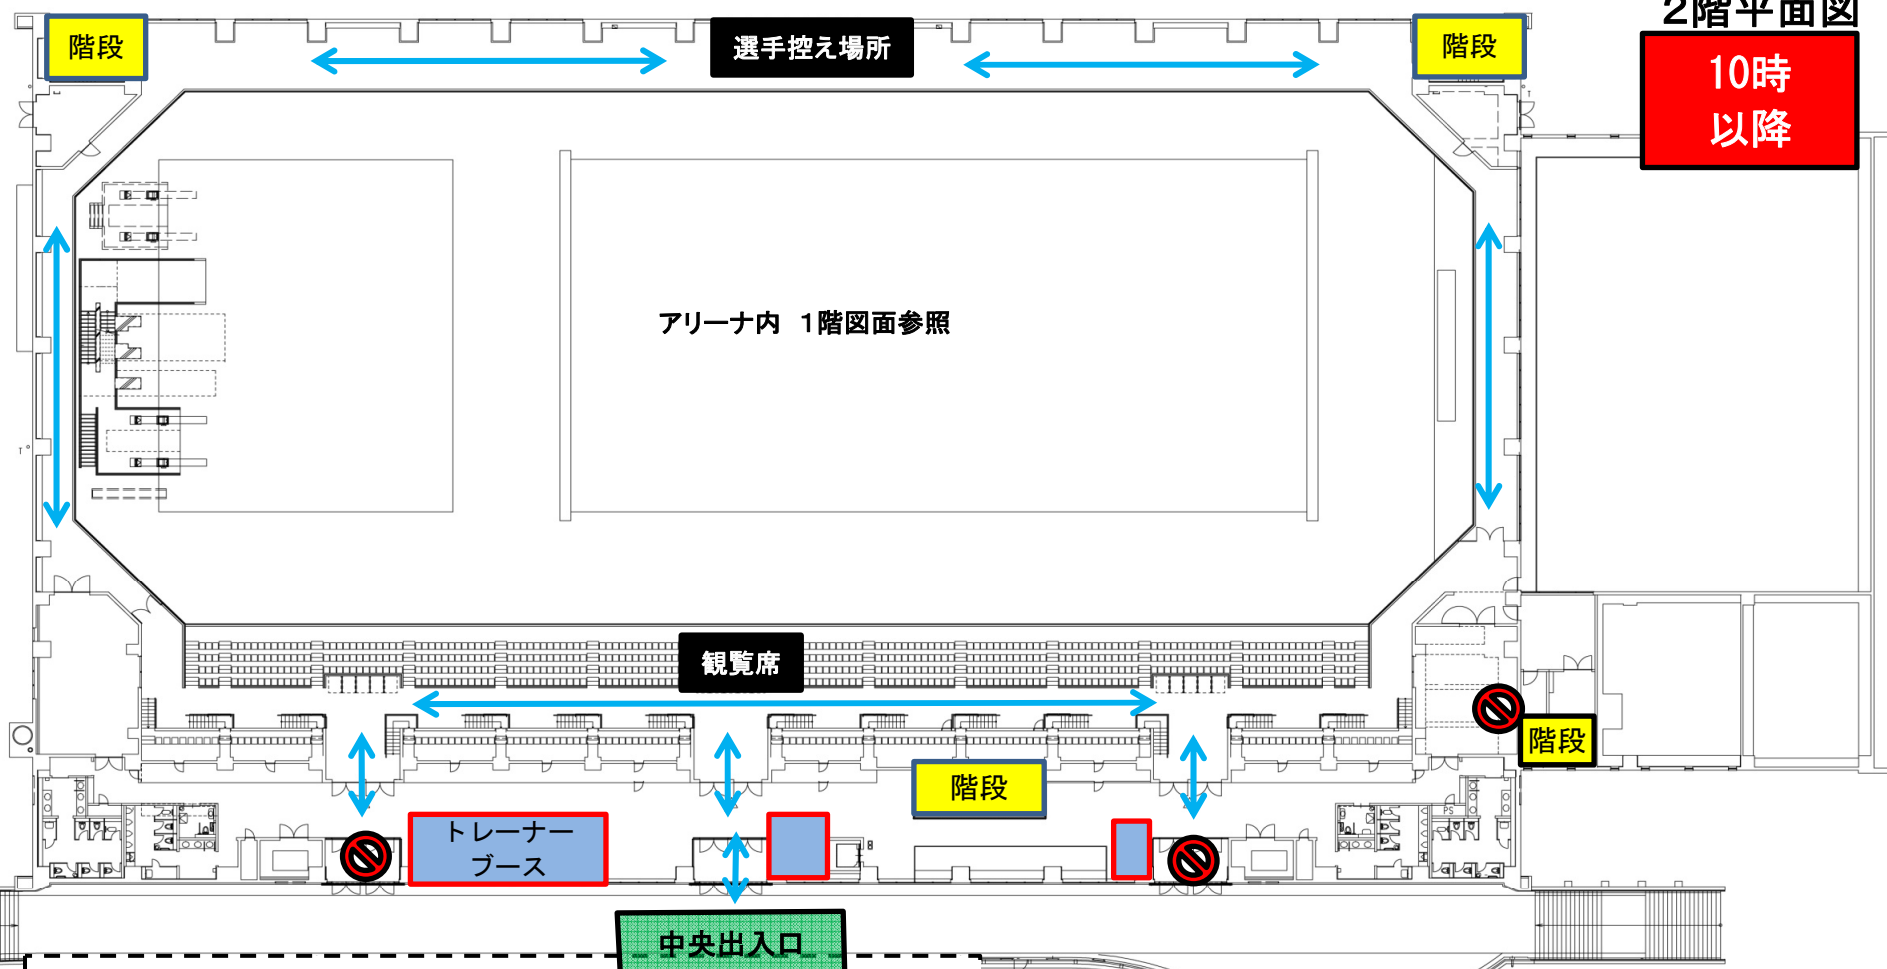 2階平面図
階段
選手控え場所
階段
10時
以降
アリーナ内 1階図面参照
観覧席
階段
階段
トレーナー
ブース
PS
中央出入口